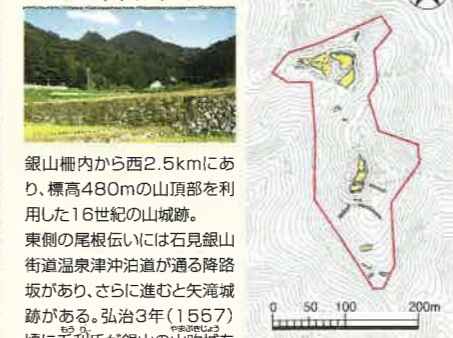 銀山柵内から西2.5kmにあ
り、標高480mの山頂部を利
用した16世紀の山城跡。
東側の尾根伝いには石見銀山
街道温泉津沖泊道が通る降路
坂があり、さらに進むと矢滝城
跡がある。弘治3年(1557)
0 50 100 200m